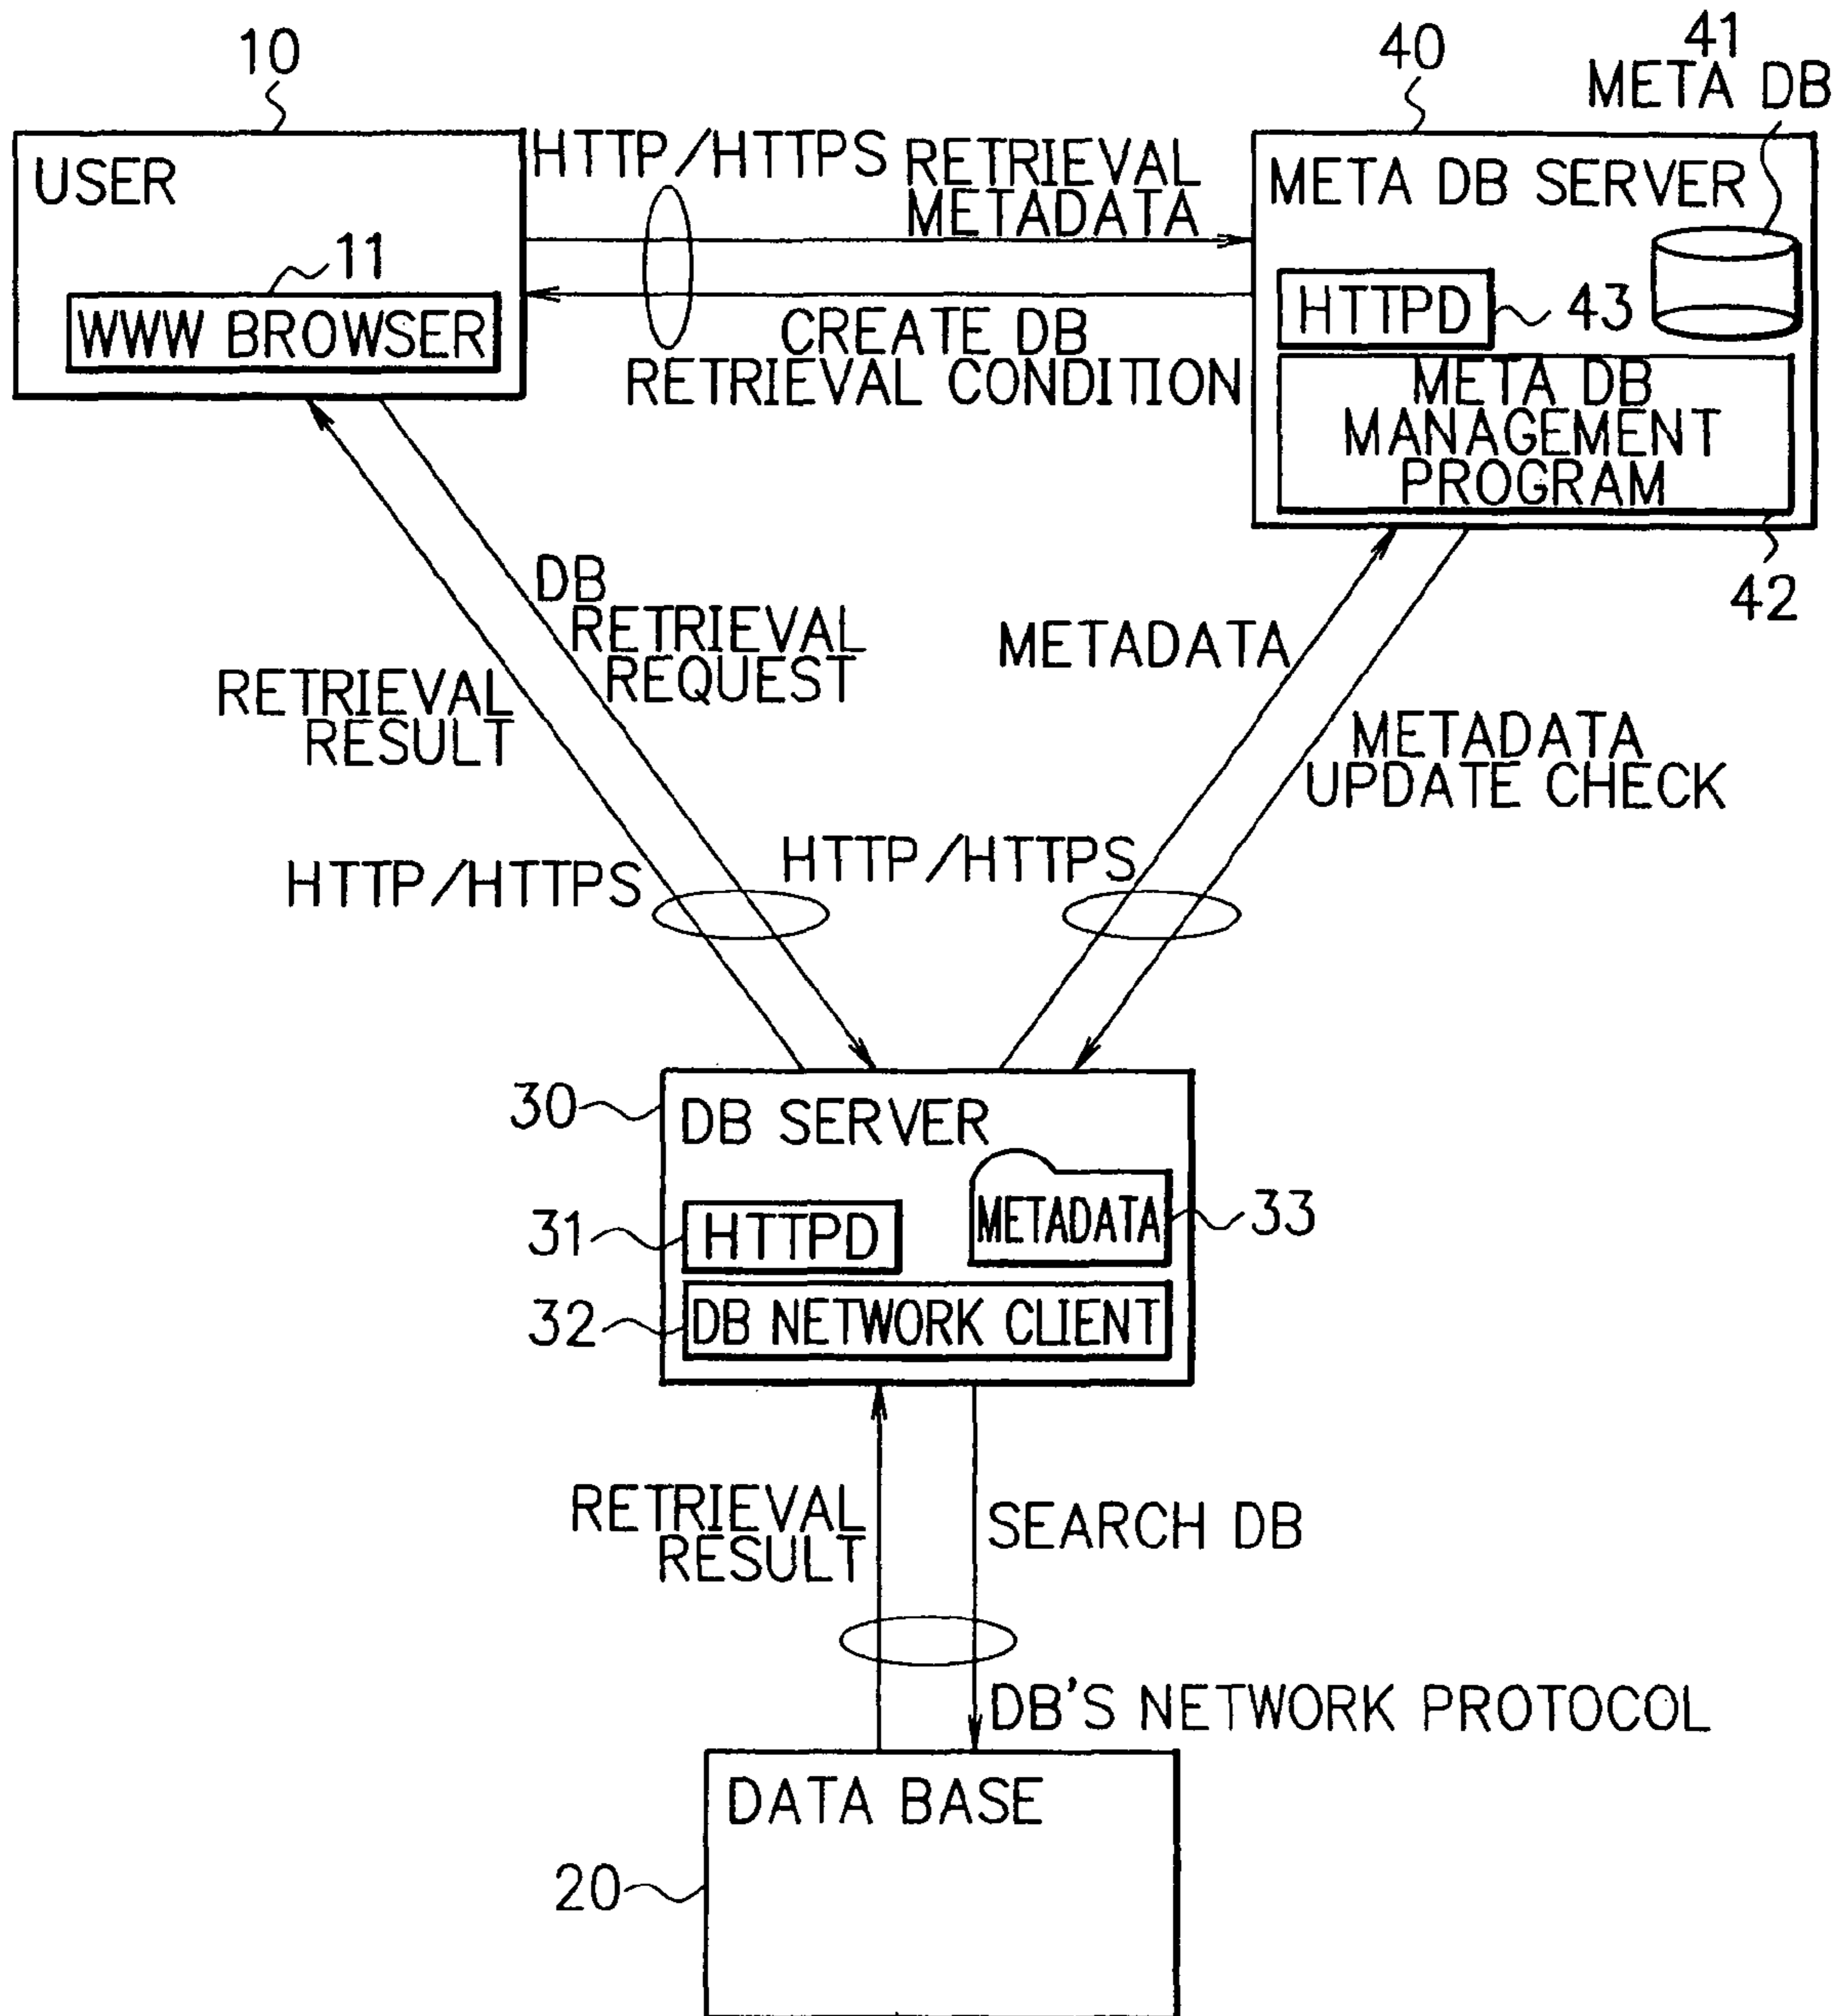 10
40
41
META DB
USER
HTTP/HTTPS
RETRIEVAL
METADATA
META DB SERVER
11
WWW BROWSER
CREATE DB
RETRIEVAL CONDITION
HTTPD
43
META DB
MANAGEMENT
PROGRAM
42
DB
RETRIEVAL
REQUEST
RETRIEVAL
RESULT
METADATA
METADATA
UPDATE CHECK
HTTP/HTTPS
HTTP/HTTPS
30
DB SERVER
31
HTTPD
METADATA
33
32
DB NETWORK CLIENT
RETRIEVAL
RESULT
SEARCH DB
DB'S NETWORK PROTOCOL
DATA BASE
20